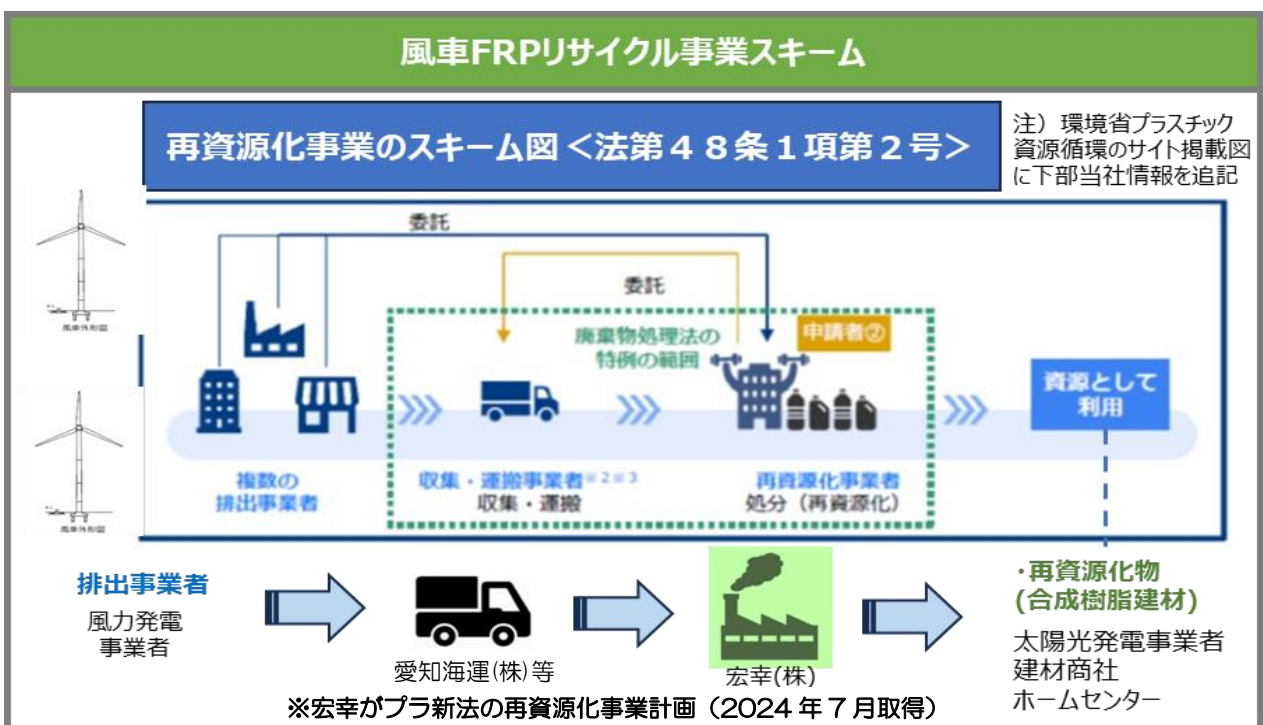 風車FRPリサイクル事業スキーム
再資源化事業のスキーム図<法第48条1項第2号>
注)環境省プラスチック
資源循環のサイト掲載図
に下部当社情報を追記
委託
委託
廃棄物処理法の
特例の範囲
申請者②
風車外形図
資源として
利用
複数の
排出事業者
収集・運搬事業者※2※3
収集・運搬
再資源化事業者
処分(再資源化)
風車外形図
排出事業者
風力発電
事業者
愛知海運(株)等
宏幸(株)
・再資源化物
(合成樹脂建材)
太陽光発電事業者
建材商社
ホームセンター
※宏幸がプラ新法の再資源化事業計画(2024年7月取得)